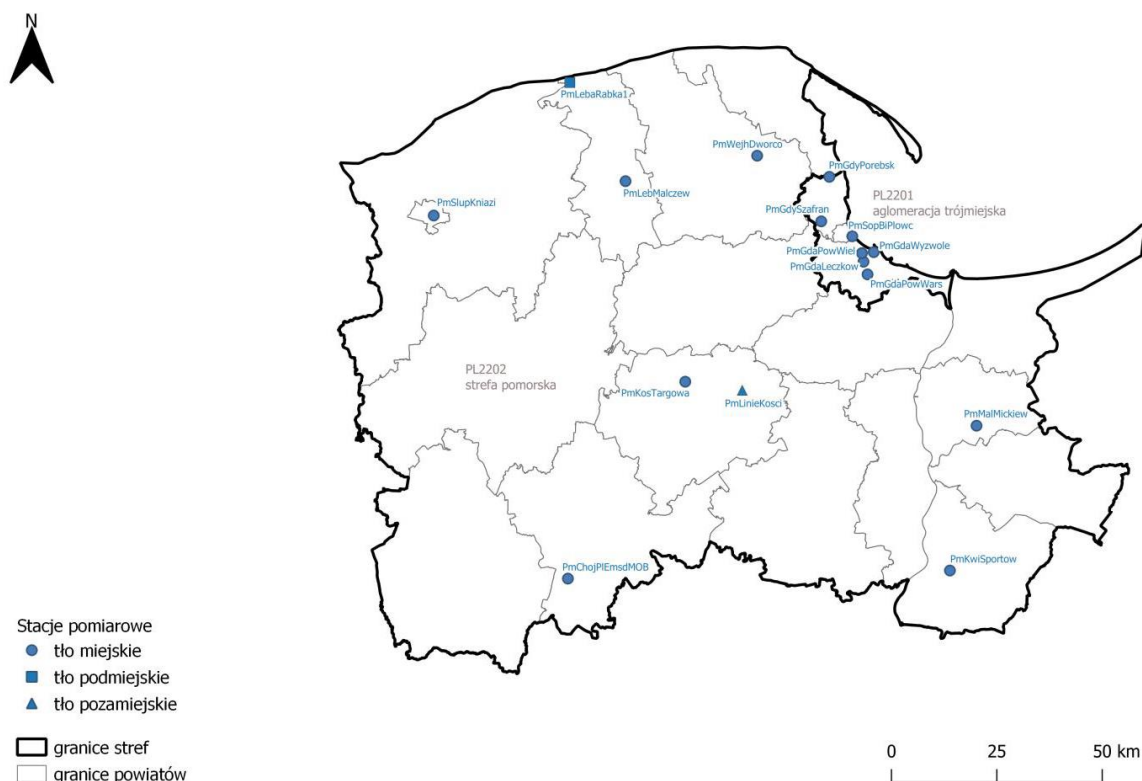 N
PmLebaRabka1
PmWejhDworco
PmGdyPorebsk
PmLebMalczew
PL2201
aglomeracja trójmiejska
PmSlupKniazi
PmGdySzafran
PmSopBiPlowc
PmGdaPowWiel
PmGdaWyzwole
PmGdaLeczkow
PmGdaPowWars
PL2202
strefa pomorska
PmKosTargowa
PmLinieKosci
PmMalMickiew
PmChojPlEmsdMOB
PmKwiSportow
Stacje pomiarowe
tło miejskie
tło podmiejskie
tło pozamiejskie
granice stref
granice powiatów
0 25 50 km